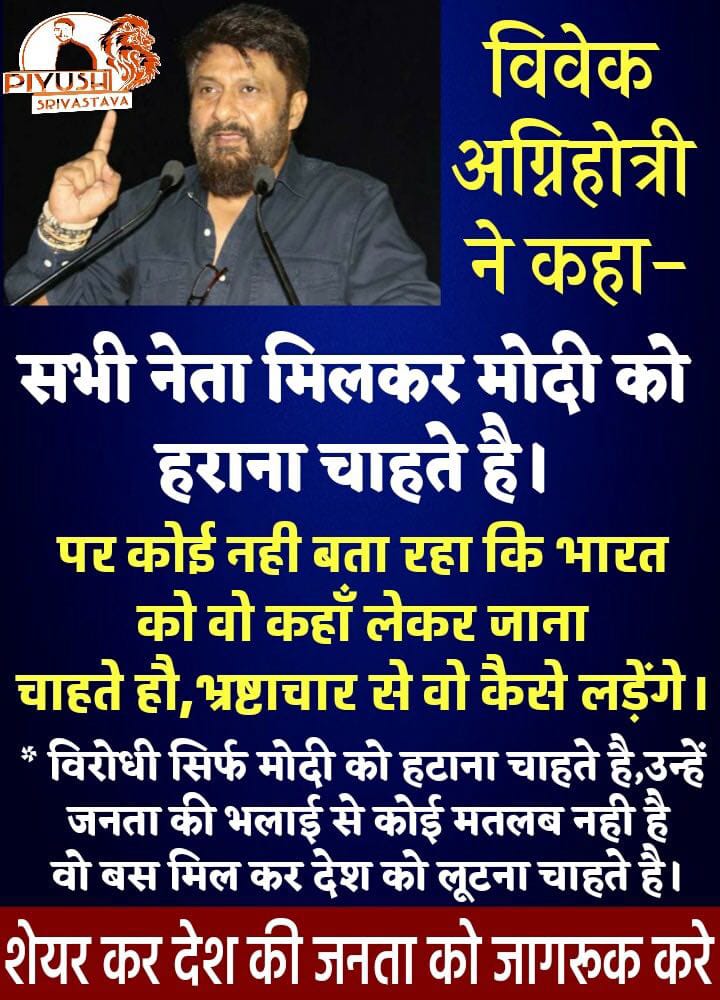 PIYUSH
SRIVASTAVA
विवेक
अग्निहोत्री
ने कहा-
सभी नेता मिलकर मोदी को
हराना चाहते है।
पर कोई नही बता रहा कि भारत
को वो कहाँ लेकर जाना
चाहते हौ,भ्रष्टाचार से वो कैसे लड़ेंगे।
* विरोधी सिर्फ मोदी को हटाना चाहते है,उन्हें
जनता की भलाई से कोई मतलब नही है
वो बस मिल कर देश को लूटना चाहते है।
शेयर कर देश की जनता को जागरूक करे